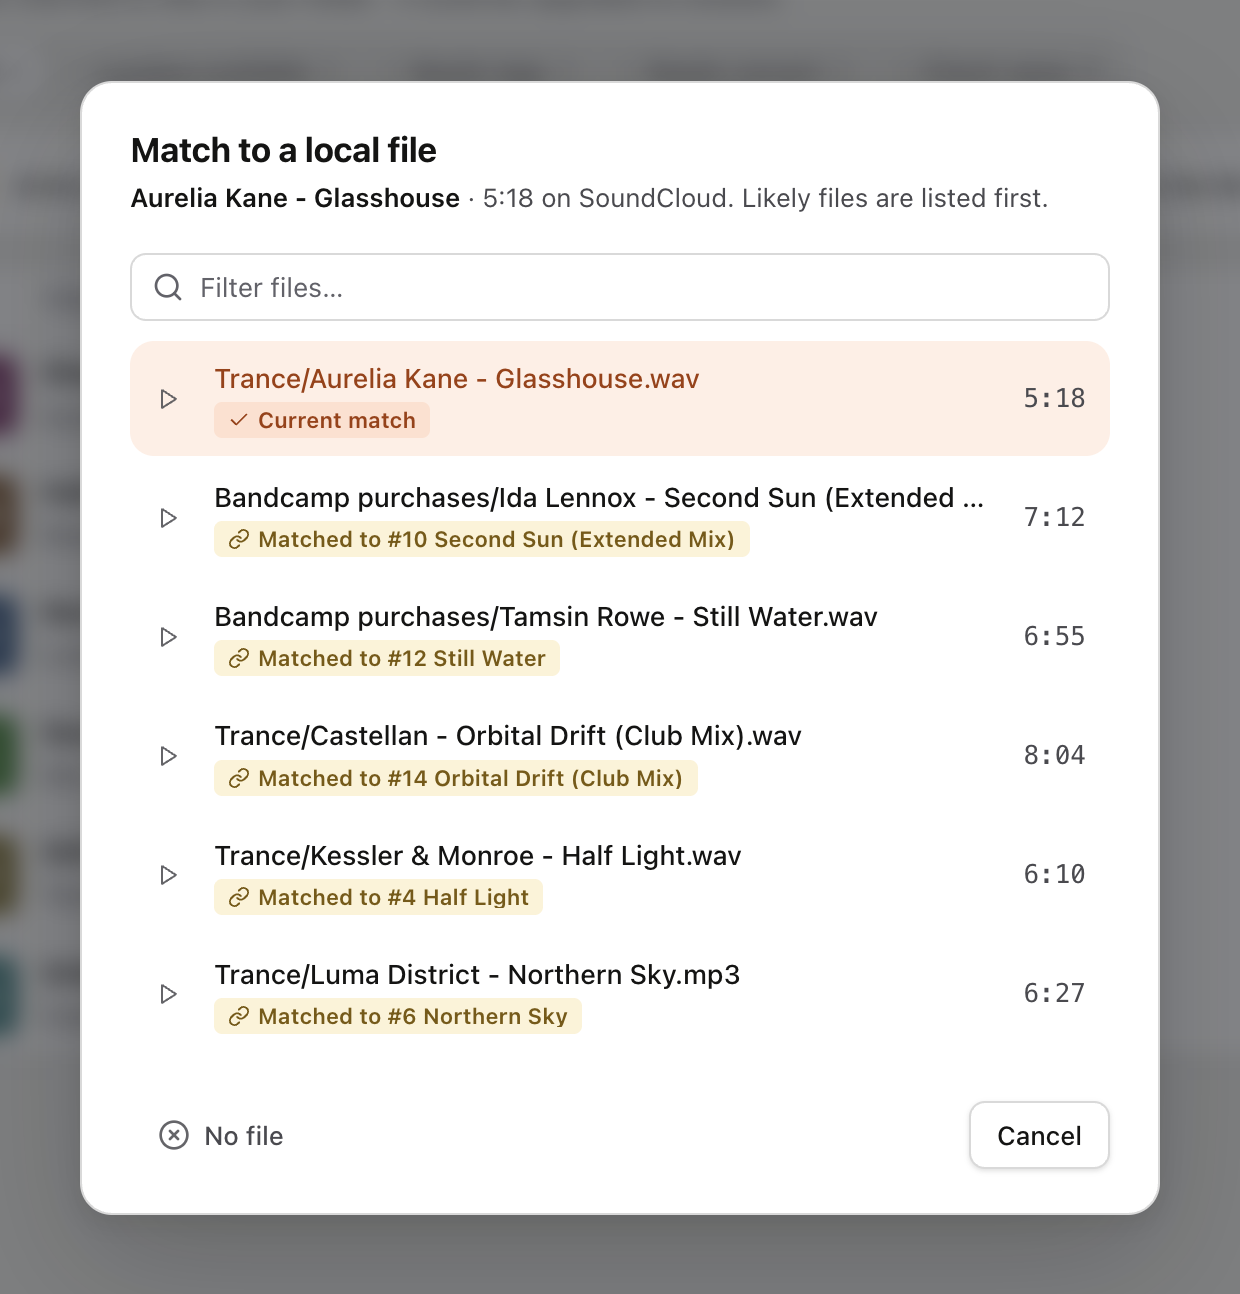 Match to a local file
Aurelia Kane - Glasshouse · 5:18 on SoundCloud. Likely files are listed first.
Filter files...
Trance/Aurelia Kane - Glasshouse.wav
5:18
Current match
Bandcamp purchases/Ida Lennox - Second Sun (Extended ...
7:12
Matched to #10 Second Sun (Extended Mix)
Bandcamp purchases/Tamsin Rowe - Still Water.wav
6:55
Matched to #12 Still Water
Trance/Castellan - Orbital Drift (Club Mix).wav
8:04
Matched to #14 Orbital Drift (Club Mix)
Trance/Kessler & Monroe - Half Light.wav
6:10
Matched to #4 Half Light
Trance/Luma District - Northern Sky.mp3
6:27
Matched to #6 Northern Sky
No file
Cancel